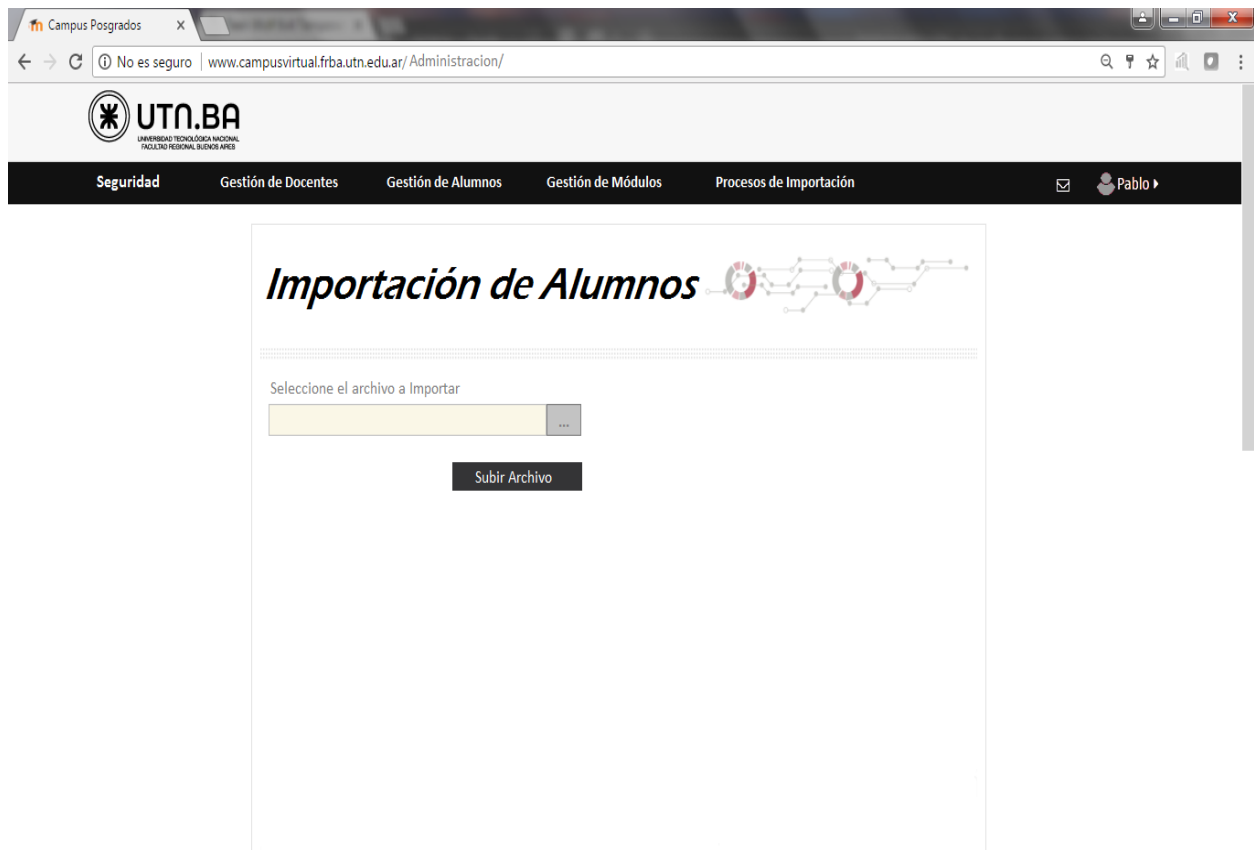 Campus Posgrados
No es seguro | www.campusvirtual.frba.utn.edu.ar/Administracion/
UTN.BA
UNIVERSIDAD TECNOLÓGICA NACIONAL
FACULTAD REGIONAL BUENOS AIRES
Seguridad Gestión de Docentes Gestión de Alumnos Gestión de Módulos Procesos de Importación Pablo
Importación de Alumnos
Seleccione el archivo a Importar
...
Subir Archivo